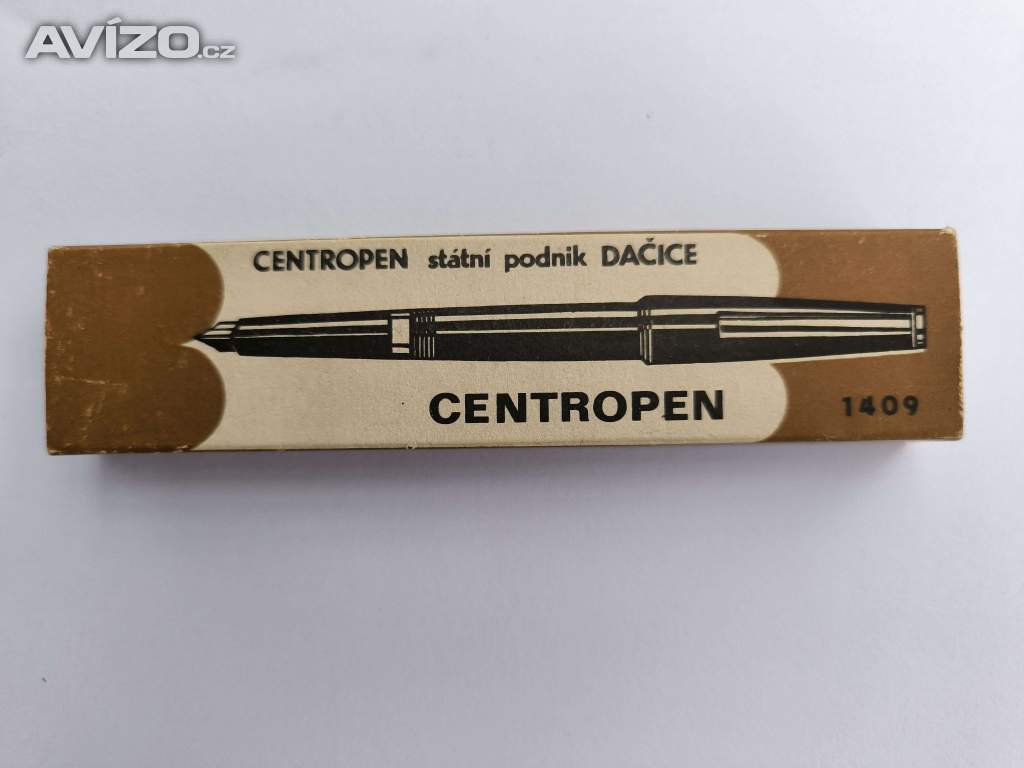 AVÍZO.cz
CENTROPEN státní podnik DAČICE
CENTROPEN
1409